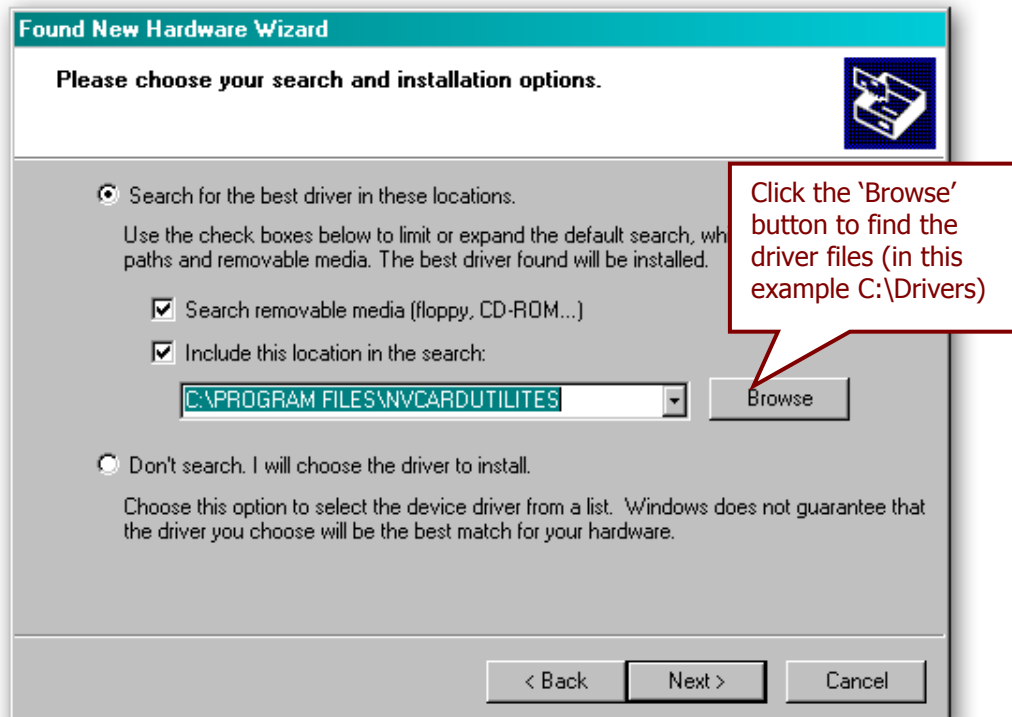 Found New Hardware Wizard
Please choose your search and installation options.
Search for the best driver in these locations.
Use the check boxes below to limit or expand the default search, wh
paths and removable media. The best driver found will be installed.
Search removable media (floppy, CD-ROM...)
Include this location in the search:
C:\PROGRAM FILES\NVCARDUTILITES
Browse
Click the ‘Browse’
button to find the
driver files (in this
example C:\Drivers)
Don't search. I will choose the driver to install.
Choose this option to select the device driver from a list.  Windows does not guarantee that
the driver you choose will be the best match for your hardware.
< Back
Next >
Cancel